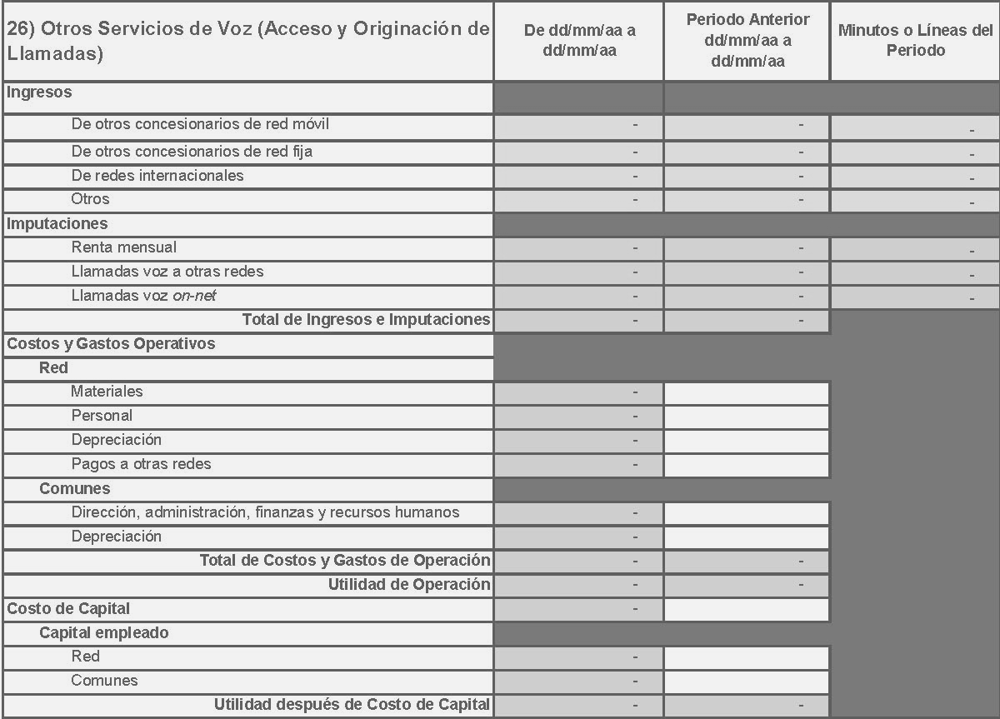 26) Otros Servicios de Voz (Acceso y Originación de
Llamadas)
De dd/mm/aa a
dd/mm/aa
Periodo Anterior
dd/mm/aa a
dd/mm/aa
Minutos o Líneas del
Periodo
Ingresos
De otros concesionarios de red móvil - - -
De otros concesionarios de red fija - - -
De redes internacionales - - -
Otros - - -
Imputaciones
Renta mensual - - -
Llamadas voz a otras redes - - -
Llamadas voz on-net - - -
Total de Ingresos e Imputaciones - -
Costos y Gastos Operativos
Red
Materiales -
Personal -
Depreciación -
Pagos a otras redes -
Comunes
Dirección, administración, finanzas y recursos humanos -
Depreciación -
Total de Costos y Gastos de Operación - -
Utilidad de Operación - -
Costo de Capital -
Capital empleado
Red -
Comunes -
Utilidad después de Costo de Capital - -